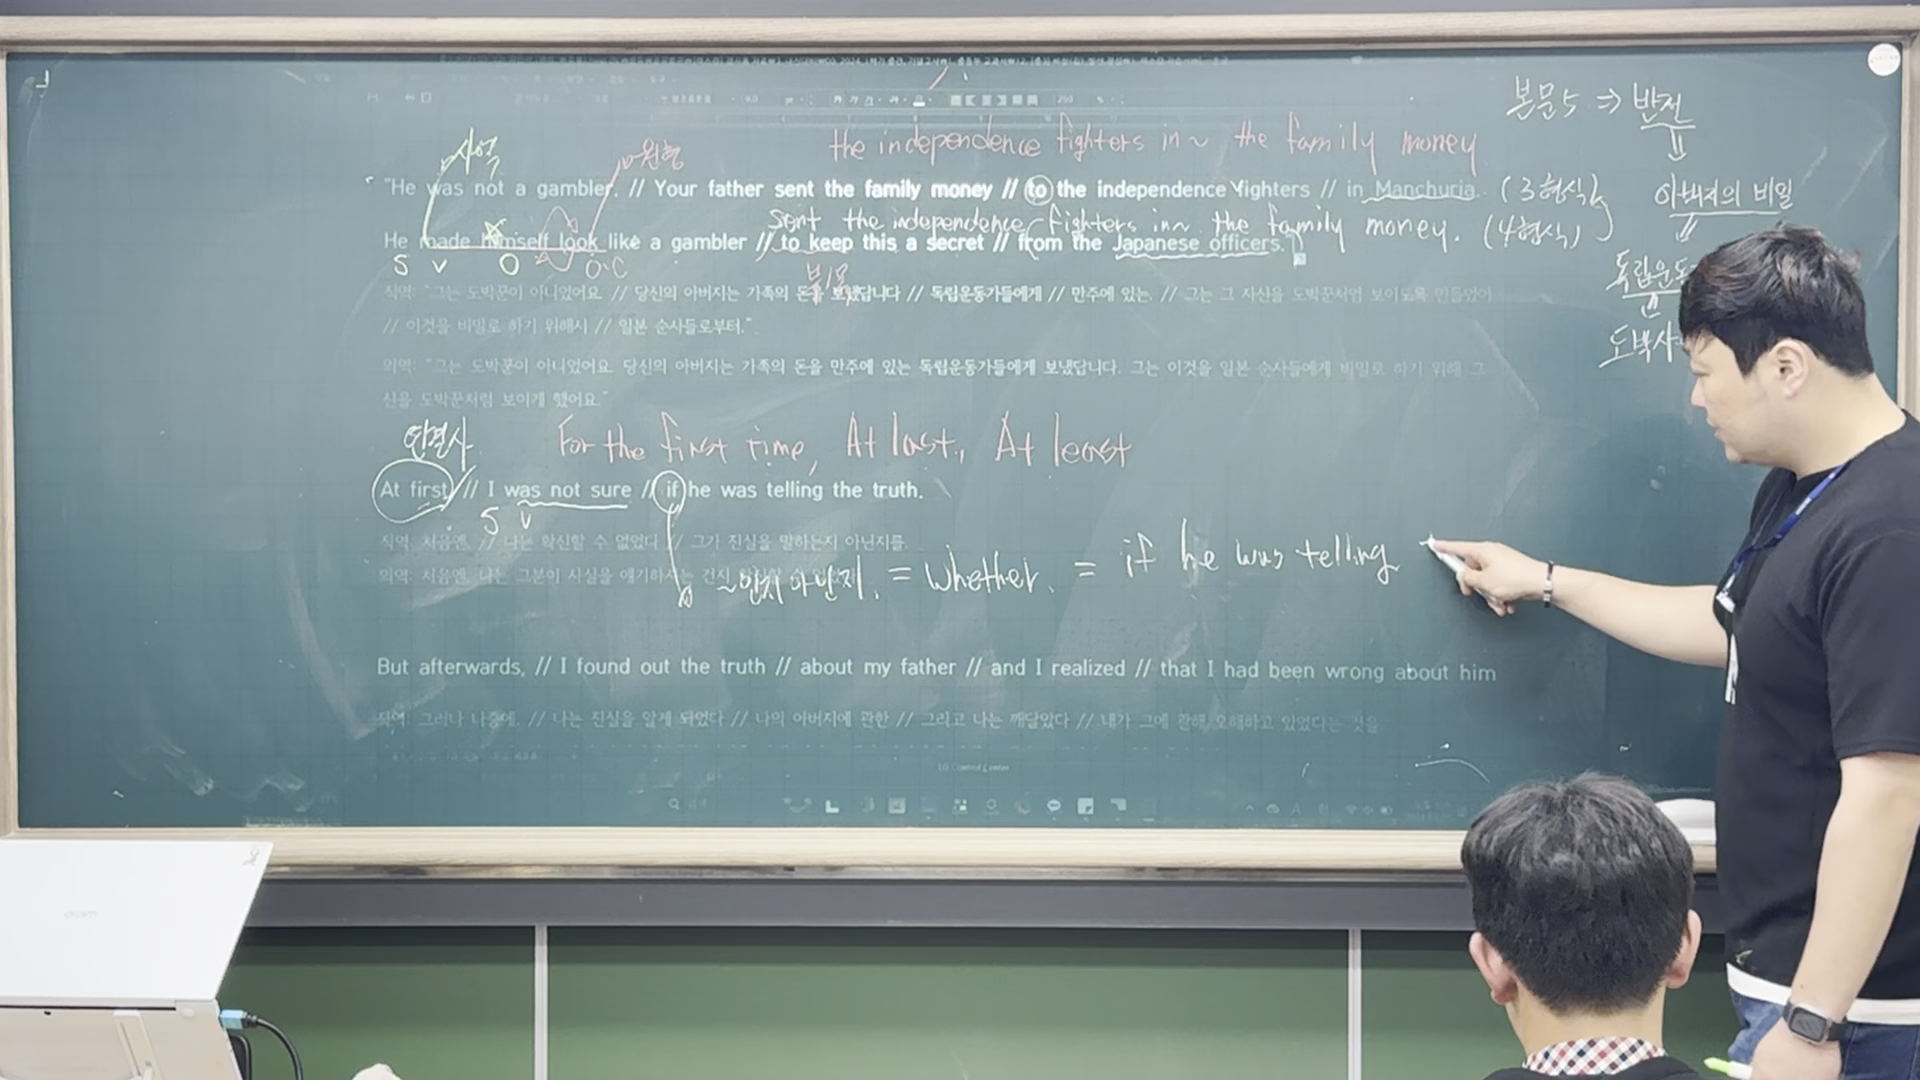 본문5 ⇒ 반전
사역
원형
the independence fighters in~ the family money
"He was not a gambler. // Your father sent the family money // to the independence fighters // in Manchuria. (3형식)
아버지의 비밀
sent the independence fighters in~ the family money. (4형식)
He made himself look like a gambler // to keep this a secret // from the Japanese officers."
S V O O·C
독립운동
직역: "그는 도박꾼이 아니었어요. // 당신의 아버지는 가족의 돈을 보냈답니다 // 독립운동가들에게 // 만주에 있는, // 그는 그 자신을 도박꾼처럼 보이도록 만들었어
// 이것을 비밀로 하기 위해서 // 일본 순사들로부터."
도박사
의역: "그는 도박꾼이 아니었어요. 당신의 아버지는 가족의 돈을 만주에 있는 독립운동가들에게 보냈답니다. 그는 이것을 일본 순사들에게 비밀로 하기 위해 그
신을 도박꾼처럼 보이게 했어요."
연결사
For the first time, At last, At least
At first, // I was not sure // if he was telling the truth.
S V
직역: 처음엔, // 나는 확신할 수 없었다 // 그가 진실을 말하는지 아닌지를.
의역: 처음엔, 나는 그분이 사실을 얘기하시는 건지
~인지 아닌지. = whether. = if he was telling
But afterwards, // I found out the truth // about my father // and I realized // that I had been wrong about him
직역: 그러나 나중에, // 나는 진실을 알게 되었다 // 나의 아버지에 관한 // 그리고 나는 깨달았다 // 내가 그에 관해 오해하고 있었다는 것을.